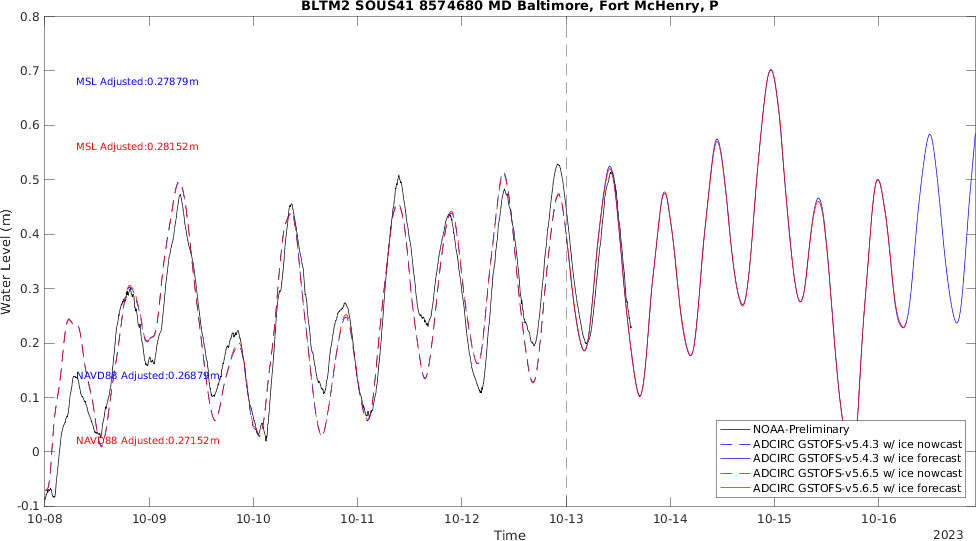 BLTM2 SOUS41 8574680 MD Baltimore, Fort McHenry, P
0.8
0.7
0.6
0.5
0.4
0.3
0.2
0.1
0
-0.1
Water Level (m)
MSL Adjusted:0.27879m
MSL Adjusted:0.28152m
NAVD88 Adjusted:0.26879m
NAVD88 Adjusted:0.27152m
NOAA-Preliminary
ADCIRC GSTOFS-v5.4.3 w/ ice nowcast
ADCIRC GSTOFS-v5.4.3 w/ ice forecast
ADCIRC GSTOFS-v5.6.5 w/ ice nowcast
ADCIRC GSTOFS-v5.6.5 w/ ice forecast
10-08 10-09 10-10 10-11 10-12 10-13 10-14 10-15 10-16
Time
2023